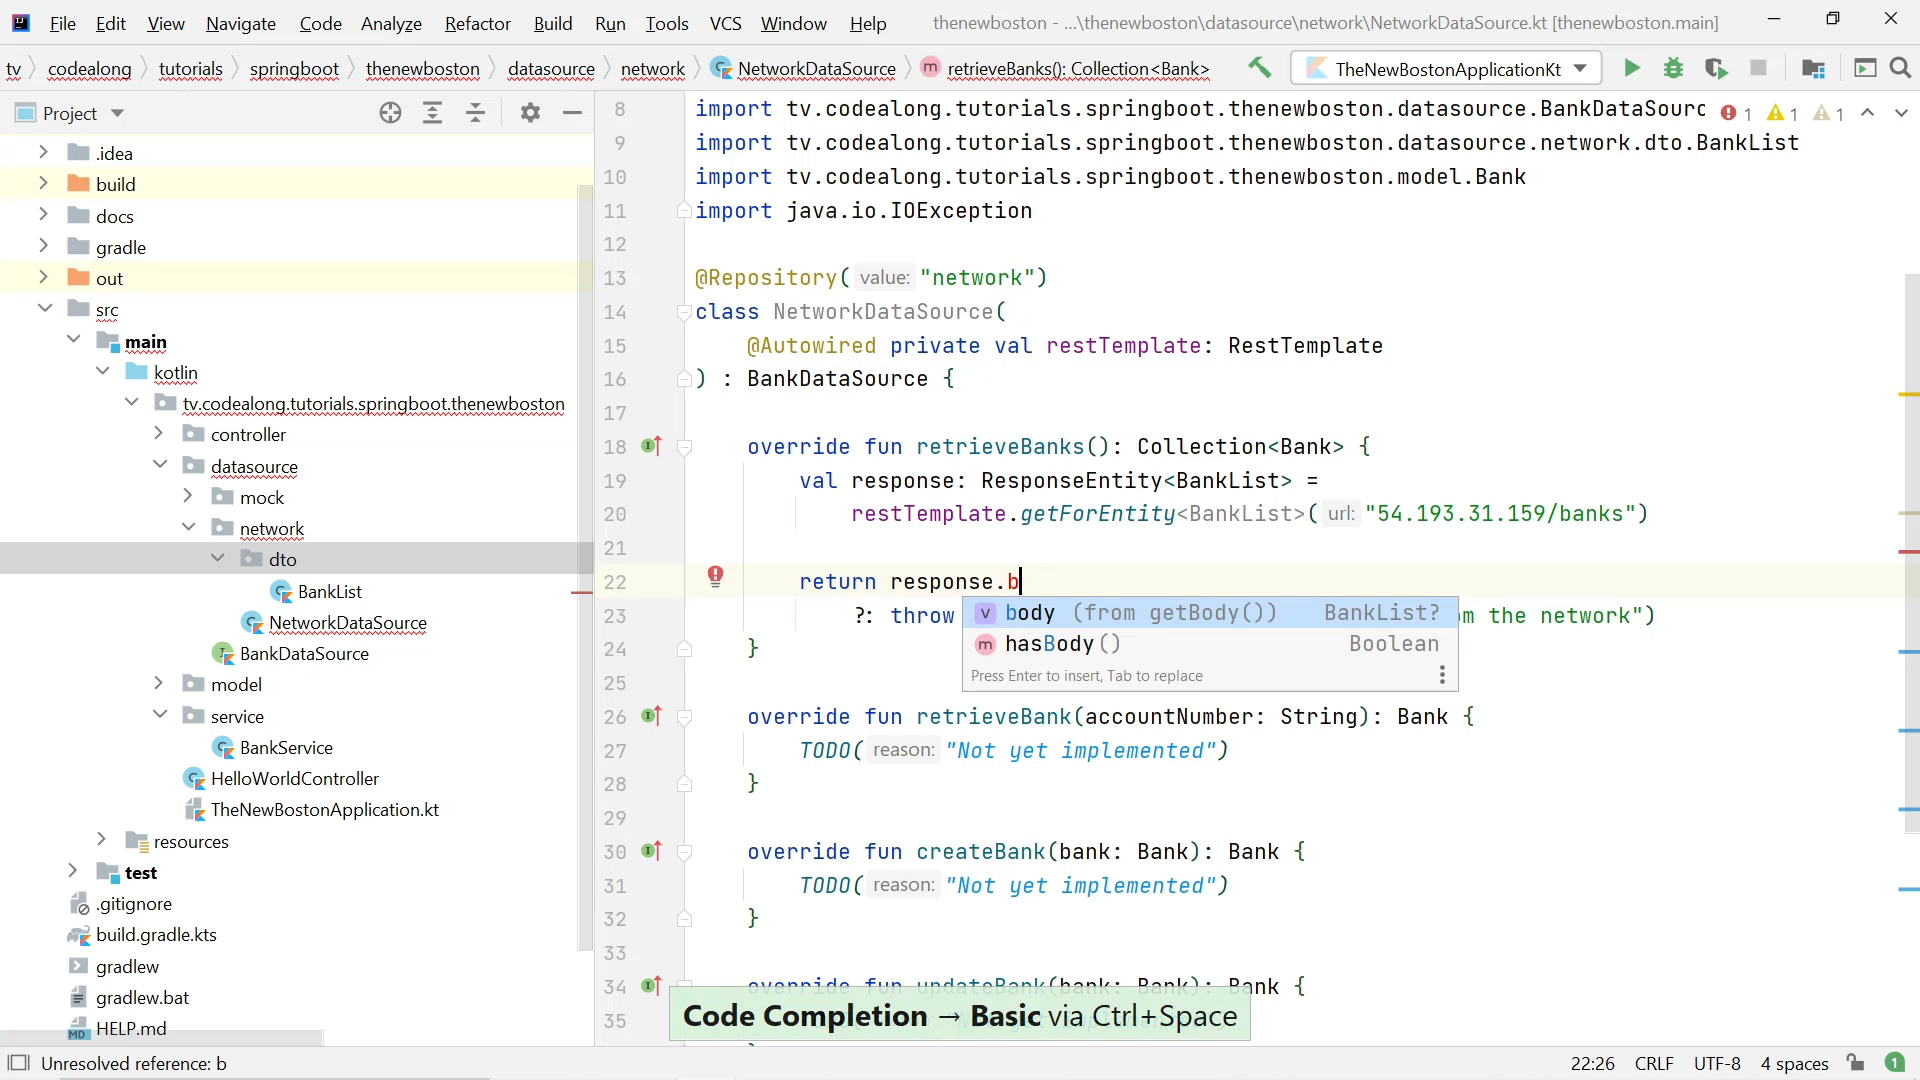 File Edit View Navigate Code Analyze Refactor Build Run Tools VCS Window Help thenewboston - ...\thenewboston\datasource\network\NetworkDataSource.kt [thenewboston.main]
tv codealong tutorials springboot thenewboston datasource network NetworkDataSource m retrieveBanks(): Collection<Bank> TheNewBostonApplicationKt
Project
.idea
build
docs
gradle
out
src
main
kotlin
tv.codealong.tutorials.springboot.thenewboston
controller
datasource
mock
network
dto
BankList
NetworkDataSource
BankDataSource
model
service
BankService
HelloWorldController
TheNewBostonApplication.kt
resources
test
.gitignore
build.gradle.kts
gradlew
gradlew.bat
HELP.md
1 1 1
8 import tv.codealong.tutorials.springboot.thenewboston.datasource.BankDataSourc
9 import tv.codealong.tutorials.springboot.thenewboston.datasource.network.dto.BankList
10 import tv.codealong.tutorials.springboot.thenewboston.model.Bank
11 import java.io.IOException
12
13 @Repository( value: "network")
14 class NetworkDataSource(
15 @Autowired private val restTemplate: RestTemplate
16 ) : BankDataSource {
17
18 override fun retrieveBanks(): Collection<Bank> {
19 val response: ResponseEntity<BankList> =
20 restTemplate.getForEntity<BankList>( url: "54.193.31.159/banks")
21
22 return response.b
23 ?: throw m the network")
24 }
25
26 override fun retrieveBank(accountNumber: String): Bank {
27 TODO( reason: "Not yet implemented")
28 }
29
30 override fun createBank(bank: Bank): Bank {
31 TODO( reason: "Not yet implemented")
32 }
33
34 override fun updateBank(bank: Bank): Bank {
35
v body (from getBody()) BankList?
m hasBody() Boolean
Press Enter to insert, Tab to replace
Code Completion → Basic via Ctrl+Space
Unresolved reference: b
22:26 CRLF UTF-8 4 spaces 1